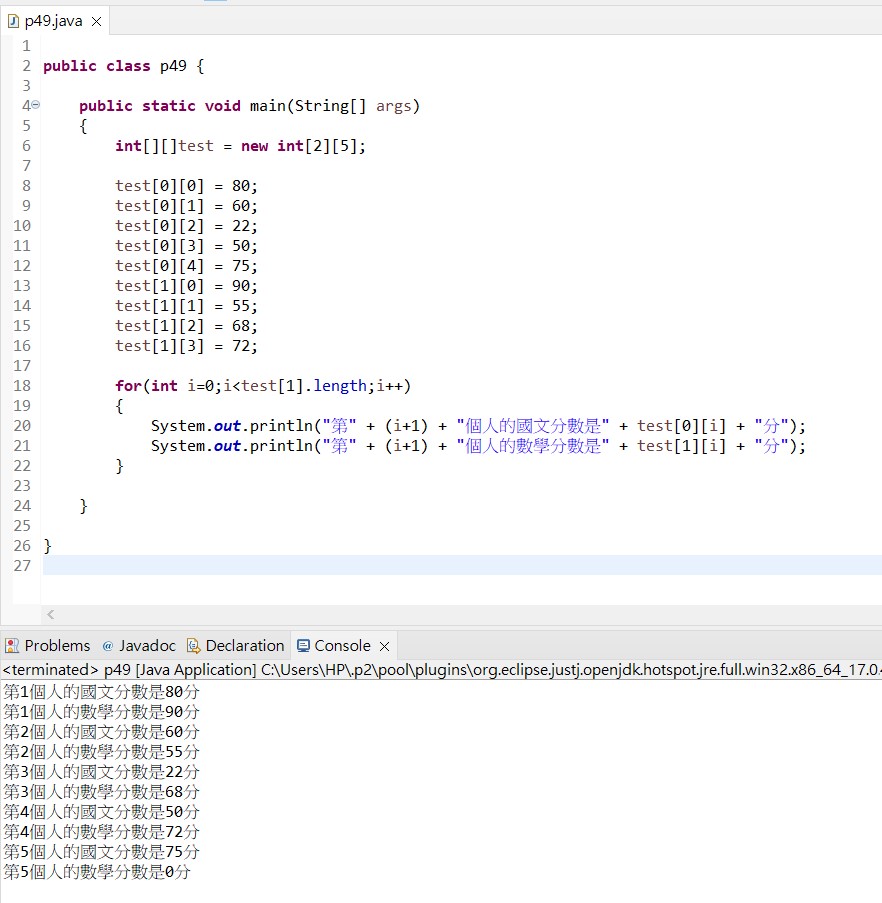 p49.java
1
2 public class p49 {
3
4 public static void main(String[] args)
5 {
6 int[][]test = new int[2][5];
7
8 test[0][0] = 80;
9 test[0][1] = 60;
10 test[0][2] = 22;
11 test[0][3] = 50;
12 test[0][4] = 75;
13 test[1][0] = 90;
14 test[1][1] = 55;
15 test[1][2] = 68;
16 test[1][3] = 72;
17
18 for(int i=0;i<test[1].length;i++)
19 {
20 System.out.println("第" + (i+1) + "個人的國文分數是" + test[0][i] + "分");
21 System.out.println("第" + (i+1) + "個人的數學分數是" + test[1][i] + "分");
22 }
23
24 }
25
26 }
27
Problems @ Javadoc Declaration Console
<terminated> p49 [Java Application] C:\Users\HP\.p2\pool\plugins\org.eclipse.justj.openjdk.hotspot.jre.full.win32.x86_64_17.0.
第1個人的國文分數是80分
第1個人的數學分數是90分
第2個人的國文分數是60分
第2個人的數學分數是55分
第3個人的國文分數是22分
第3個人的數學分數是68分
第4個人的國文分數是50分
第4個人的數學分數是72分
第5個人的國文分數是75分
第5個人的數學分數是0分